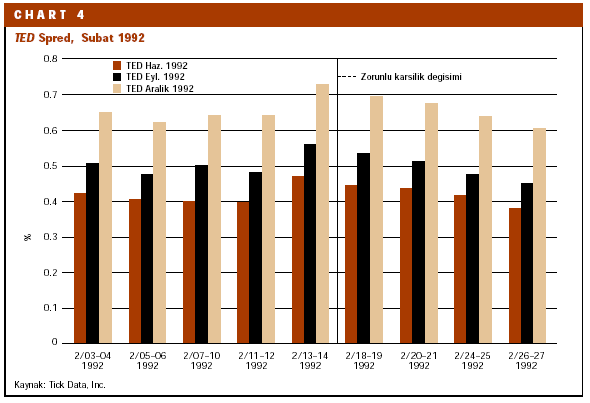 CHART 4
TED Spred, Subat 1992
0.8
0.7
0.6
0.5
0.4
0.3
0.2
0.1
0
%
TED Haz. 1992
TED Eyl. 1992
TED Aralik 1992
Zorunlu karsilik degisimi
2/03–04 2/05–06 2/07–10 2/11–12 2/13–14 2/18–19 2/20–21 2/24–25 2/26–27
1992 1992 1992 1992 1992 1992 1992 1992 1992
Kaynak: Tick Data, Inc.